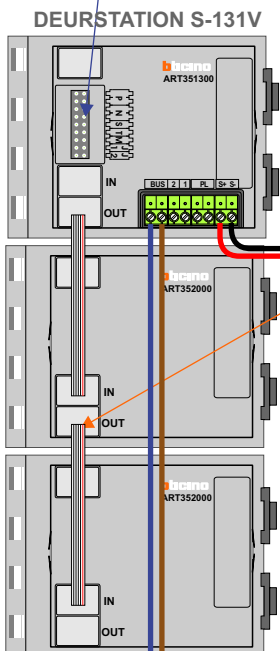 DEURSTATION S-131V
bticino
ART351300
P N S T M J1 J2
IN
OUT
BUS 2 1 PL S+ S-
bticino
ART352000
IN
OUT
bticino
ART352000
IN
OUT